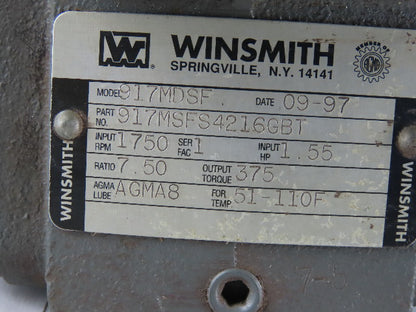 WINSMITH
SPRINGVILLE, N.Y. 14141
MODEL 917MDSF. DATE 09-97
PART NO. 917MSFS4216GBT
INPUT RPM 1750 SER FAC 1 INPUT HP 1.55
RATIO 7.50 OUTPUT TORQUE 375
AGMA LUBE AGMA8 FOR TEMP. 51-110F
WINSMITH
WINSMITH